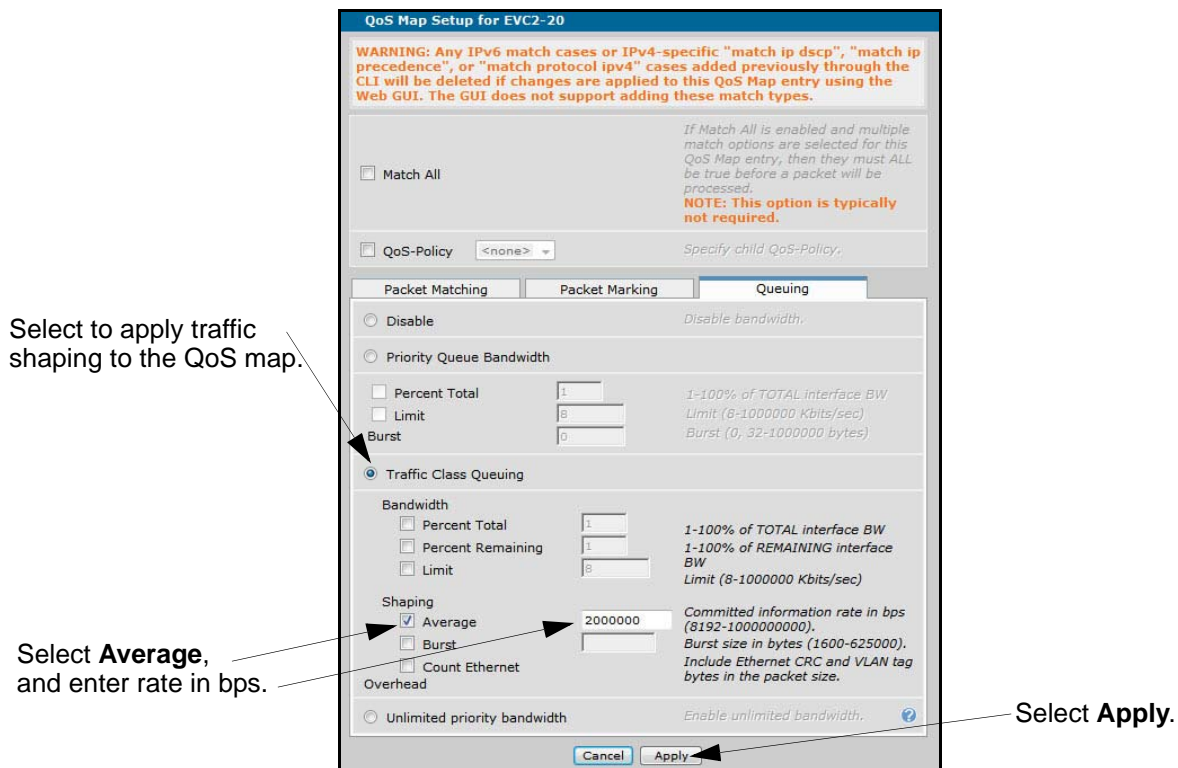 QoS Map Setup for EVC2-20
WARNING: Any IPv6 match cases or IPv4-specific "match ip dscp", "match ip
precedence", or "match protocol ipv4" cases added previously through the
CLI will be deleted if changes are applied to this QoS Map entry using the
Web GUI. The GUI does not support adding these match types.
Match All
If Match All is enabled and multiple
match options are selected for this
QoS Map entry, then they must ALL
be true before a packet will be
processed.
NOTE: This option is typically
not required.
QoS-Policy <none> Specify child QoS-Policy.
Packet Matching Packet Marking Queuing
Disable Disable bandwidth.
Select to apply traffic
shaping to the QoS map.
Priority Queue Bandwidth
Percent Total 1 1-100% of TOTAL interface BW
Limit 8 Limit (8-1000000 Kbits/sec)
Burst 0 Burst (0, 32-1000000 bytes)
Traffic Class Queuing
Bandwidth
Percent Total 1 1-100% of TOTAL interface BW
Percent Remaining 1 1-100% of REMAINING interface
BW
Limit 8 Limit (8-1000000 Kbits/sec)
Shaping
Average 2000000 Committed information rate in bps
(8192-1000000000).
Burst Burst size in bytes (1600-625000).
Count Ethernet Include Ethernet CRC and VLAN tag
Overhead bytes in the packet size.
Select Average,
and enter rate in bps.
Unlimited priority bandwidth Enable unlimited bandwidth. ?
Cancel Apply
Select Apply.